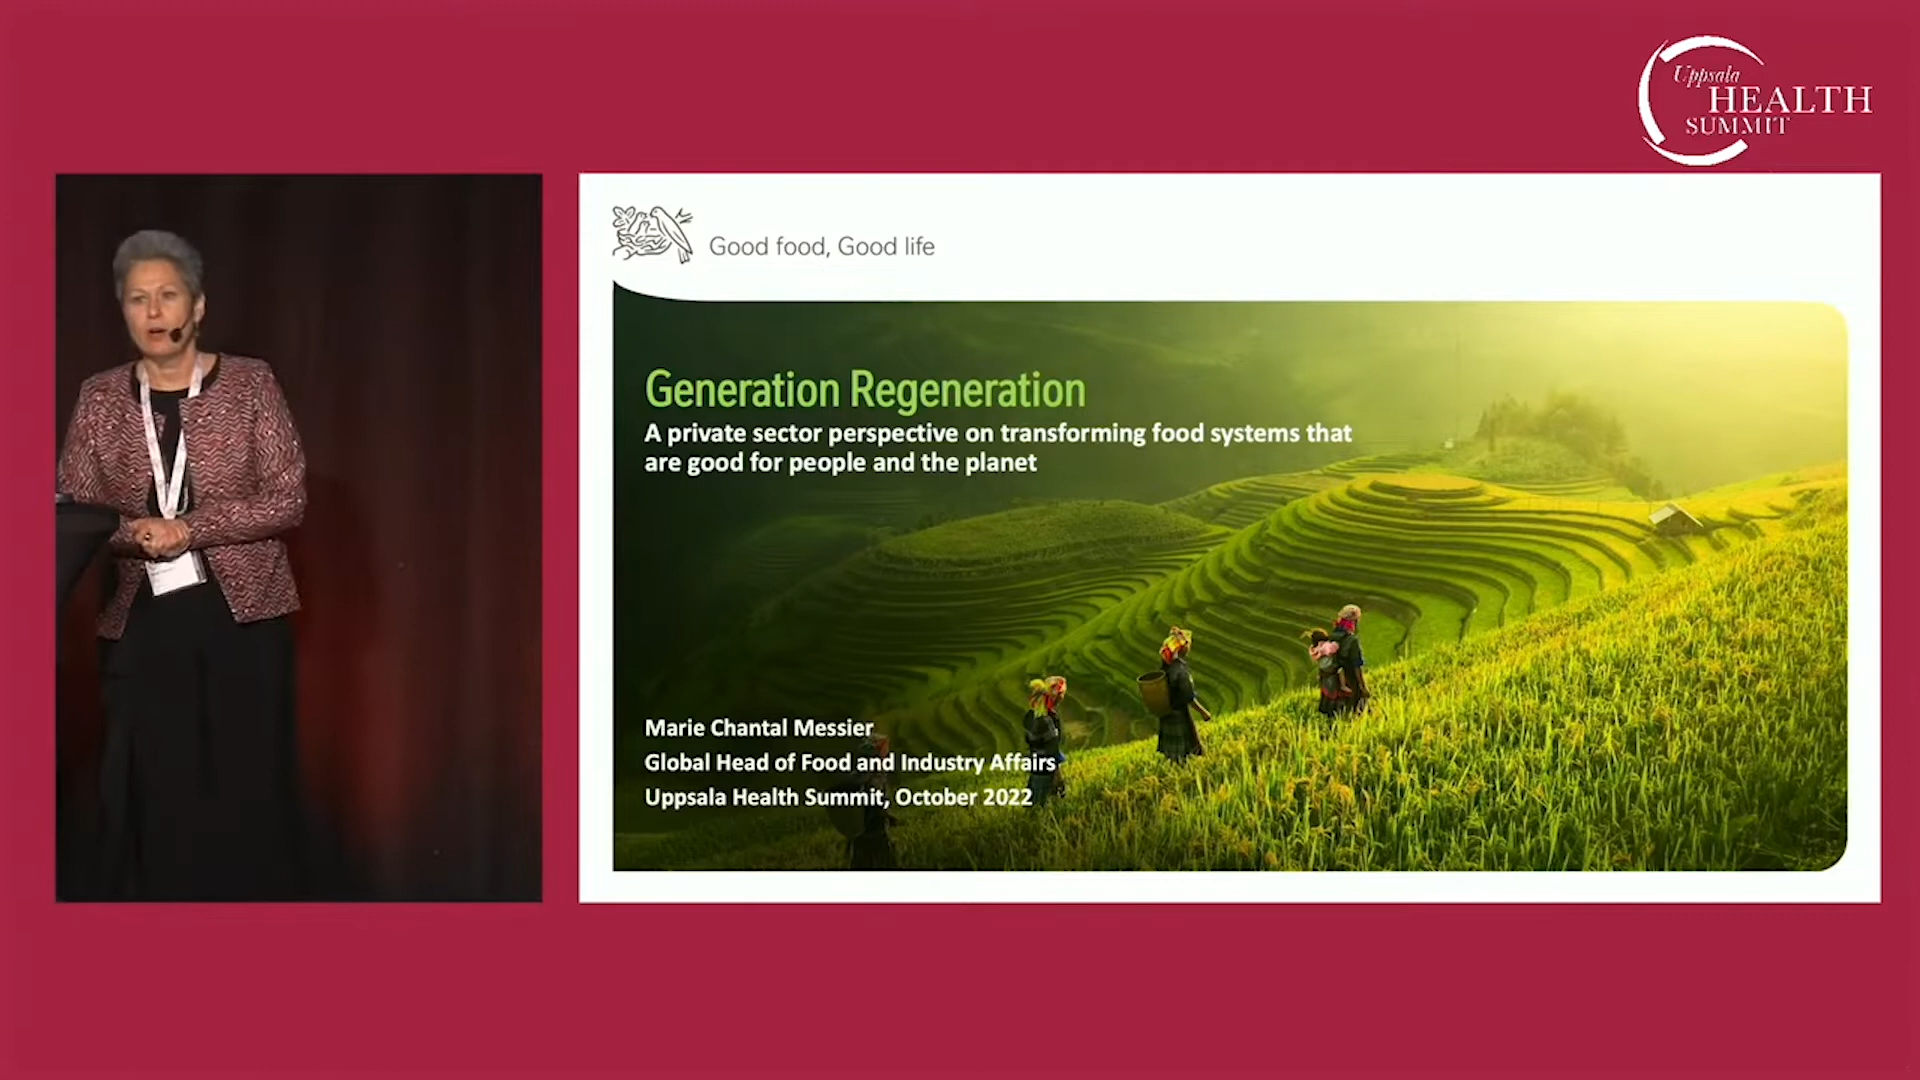 Uppsala
HEALTH
SUMMIT
Good food, Good life
Generation Regeneration
A private sector perspective on transforming food systems that
are good for people and the planet
Marie Chantal Messier
Global Head of Food and Industry Affairs
Uppsala Health Summit, October 2022